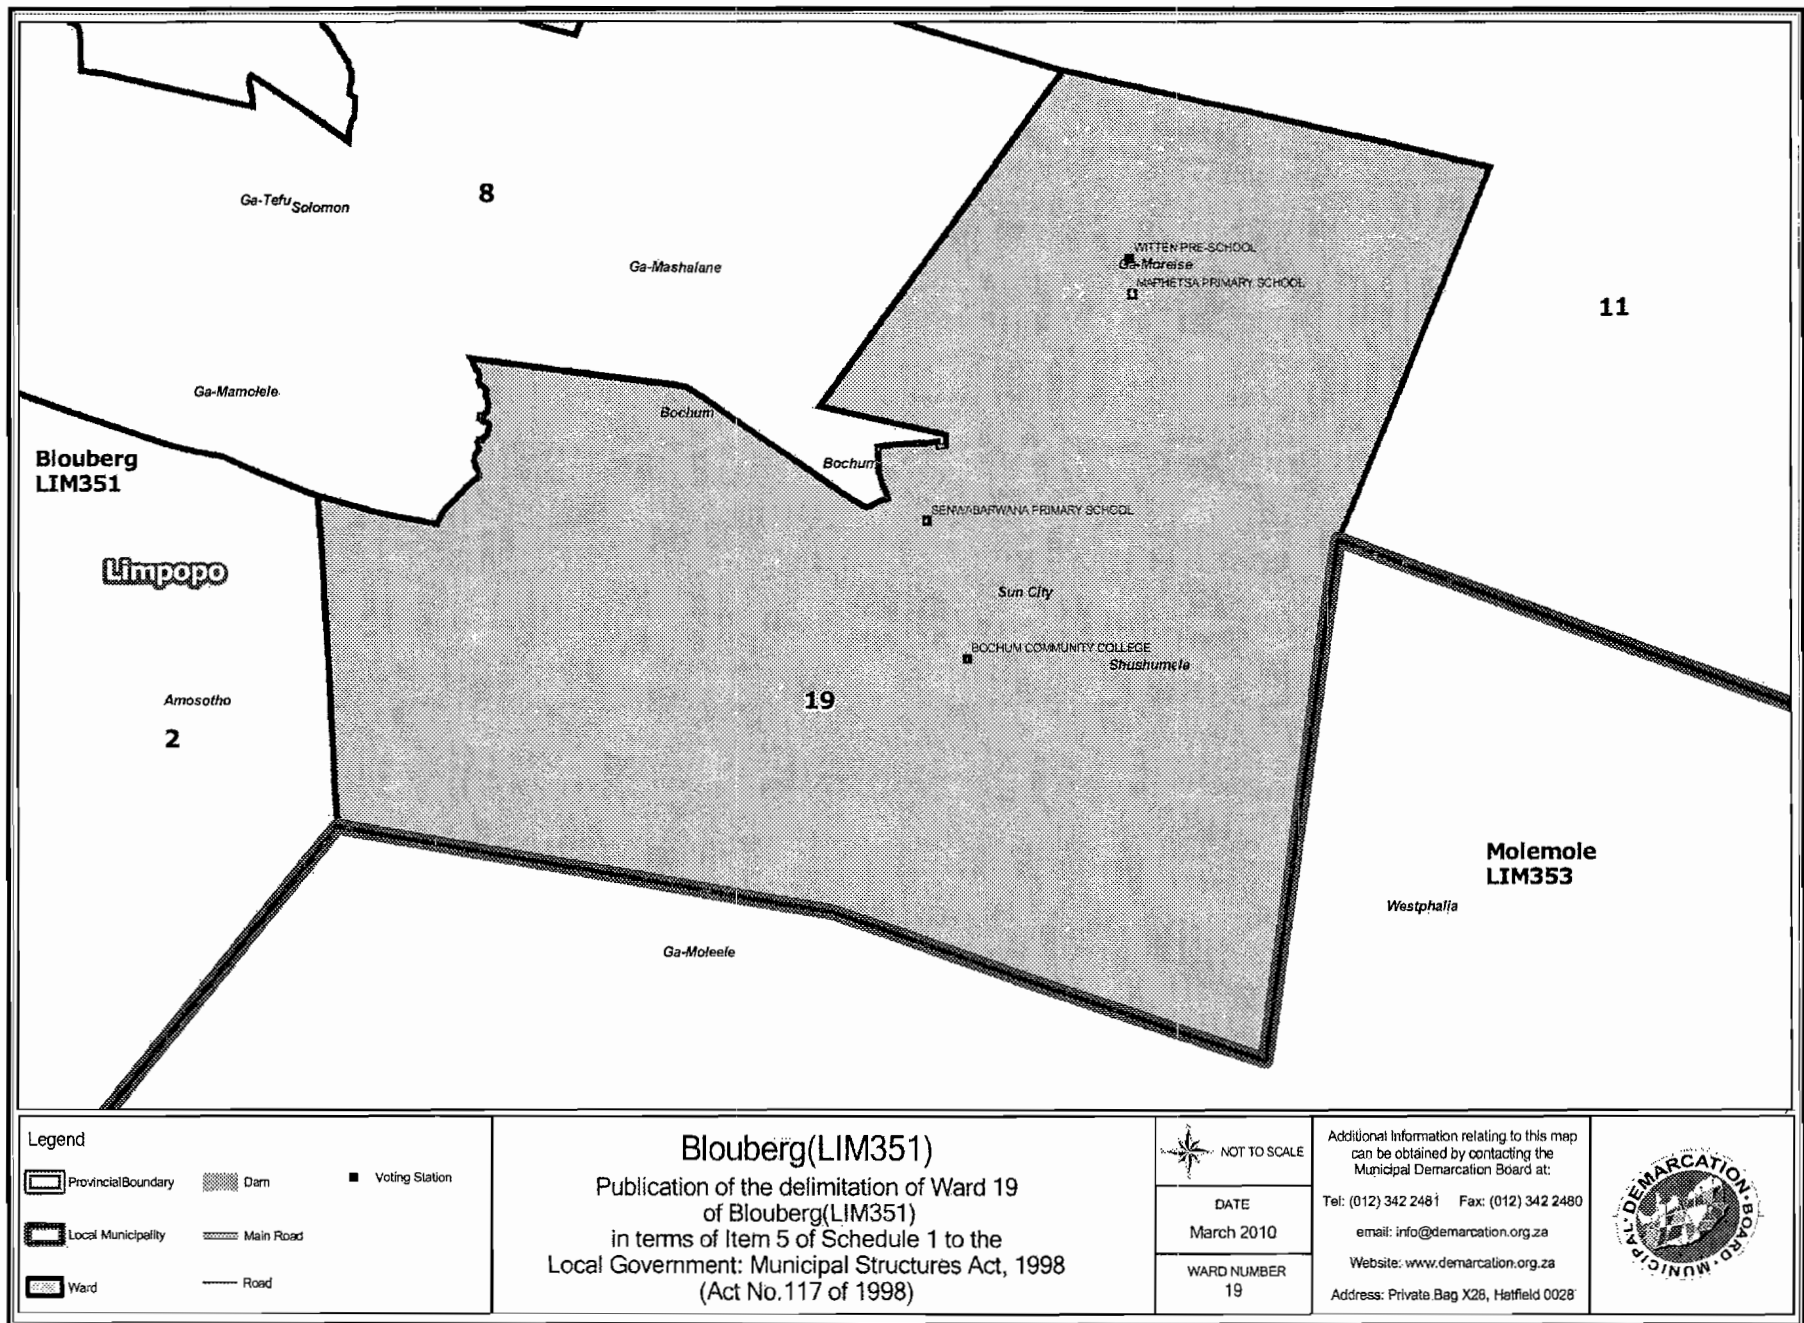 8
Ga-Tefu
Solomon
Ga-Mashalane
WITTEN PRE-SCHOOL
Ga-Moreise
MAPHETSA PRIMARY SCHOOL
11
Ga-Mamolele
Bochum
Bochum
Blouberg
LIM351
SENWABARWANA PRIMARY SCHOOL
Limpopo
Sun City
BOCHUM COMMUNITY COLLEGE
Shushumela
Amosotho
19
2
Molemole
LIM353
Westphalia
Ga-Moleele
Legend
ProvincialBoundary
Dam
Voting Station
Local Municipality
Main Road
Ward
Road
Blouberg(LIM351)
Publication of the delimitation of Ward 19
of Blouberg(LIM351)
in terms of Item 5 of Schedule 1 to the
Local Government: Municipal Structures Act, 1998
(Act No.117 of 1998)
NOT TO SCALE
DATE
March 2010
WARD NUMBER
19
Additional Information relating to this map
can be obtained by contacting the
Municipal Demarcation Board at:
Tel: (012) 342 2481 Fax: (012) 342 2480
email: info@demarcation.org.za
Website: www.demarcation.org.za
Address: Private Bag X28, Hatfield 0028
MUNICIPAL DEMARCATION BOARD